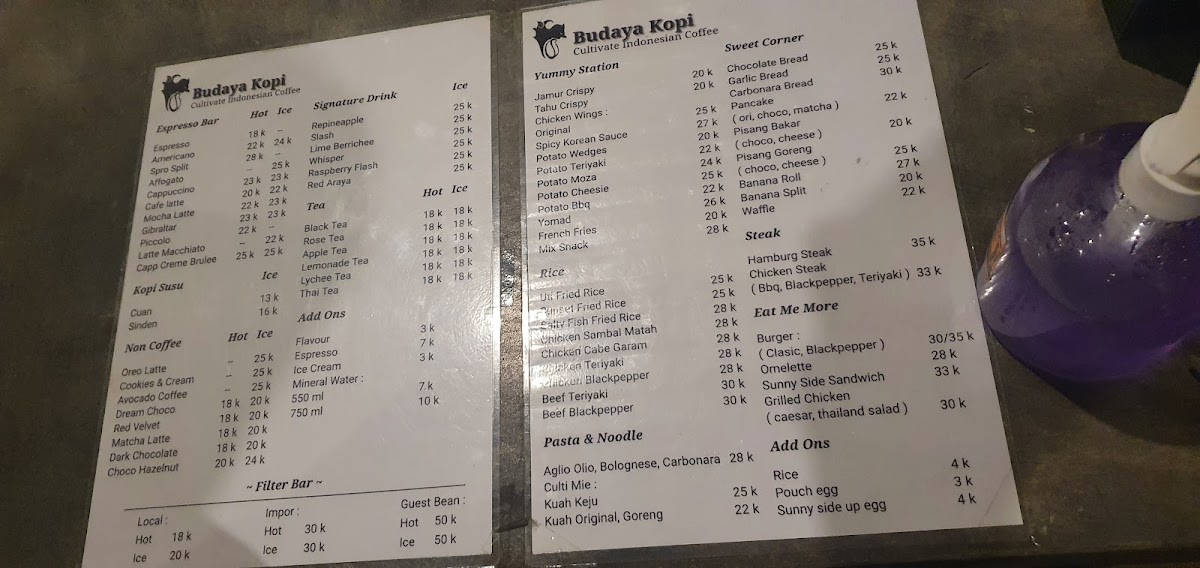 Budaya Kopi
Cultivate Indonesian Coffee
Espresso Bar Hot Ice
Espresso 18 k –
Americano 22 k 24 k
Spro Split 28 k –
Affogato – 25 k
Cappuccino 23 k 23 k
Cafe latte 20 k 22 k
Mocha Latte 22 k 23 k
Gibraltar 23 k 23 k
Piccolo 22 k –
Latte Macchiato – 22 k
Capp Creme Brulee 25 k 25 k
Kopi Susu Ice
Cuan 13 k
Sinden 16 k
Non Coffee Hot Ice
Oreo Latte – 25 k
Cookies & Cream – 25 k
Avocado Coffee – 25 k
Dream Choco 18 k 20 k
Red Velvet 18 k 20 k
Matcha Latte 18 k 20 k
Dark Chocolate 18 k 20 k
Choco Hazelnut 20 k 24 k
Signature Drink Ice
Repineapple 25 k
Slash 25 k
Lime Berrichee 25 k
Whisper 25 k
Raspberry Flash 25 k
Red Araya 25 k
Tea Hot Ice
Black Tea 18 k 18 k
Rose Tea 18 k 18 k
Apple Tea 18 k 18 k
Lemonade Tea 18 k 18 k
Lychee Tea 18 k 18 k
Thai Tea 18 k 18 k
Add Ons
Flavour 3 k
Espresso 7 k
Ice Cream 3 k
Mineral Water :
550 ml 7 k
750 ml 10 k
~ Filter Bar ~
Local :
Hot 18 k
Ice 20 k
Impor :
Hot 30 k
Ice 30 k
Guest Bean :
Hot 50 k
Ice 50 k
Budaya Kopi
Cultivate Indonesian Coffee
Yummy Station
Jamur Crispy 20 k
Tahu Crispy 20 k
Chicken Wings :
Original 25 k
Spicy Korean Sauce 27 k
Potato Wedges 20 k
Potato Teriyaki 22 k
Potato Moza 24 k
Potato Cheesie 25 k
Potato Bbq 22 k
Yomad 26 k
French Fries 20 k
Mix Snack 28 k
Rice
Uti Fried Rice 25 k
Fried Rice 25 k
Salty Fish Fried Rice 28 k
Chicken Sambal Matah 28 k
Chicken Cabe Garam 28 k
Chicken Teriyaki 28 k
Chicken Blackpepper 28 k
Beef Teriyaki 30 k
Beef Blackpepper 30 k
Pasta & Noodle
Aglio Olio, Bolognese, Carbonara 28 k
Culti Mie :
Kuah Keju 25 k
Kuah Original, Goreng 22 k
Sweet Corner
Chocolate Bread 25 k
Garlic Bread 25 k
Carbonara Bread 30 k
Pancake
( ori, choco, matcha ) 22 k
Pisang Bakar
( choco, cheese ) 20 k
Pisang Goreng
( choco, cheese ) 25 k
Banana Roll 27 k
Banana Split 20 k
Waffle 22 k
Steak
Hamburg Steak 35 k
Chicken Steak
( Bbq, Blackpepper, Teriyaki ) 33 k
Eat Me More
Burger :
( Clasic, Blackpepper ) 30/35 k
Omelette 28 k
Sunny Side Sandwich 33 k
Grilled Chicken
( caesar, thailand salad ) 30 k
Add Ons
Rice 4 k
Pouch egg 3 k
Sunny side up egg 4 k